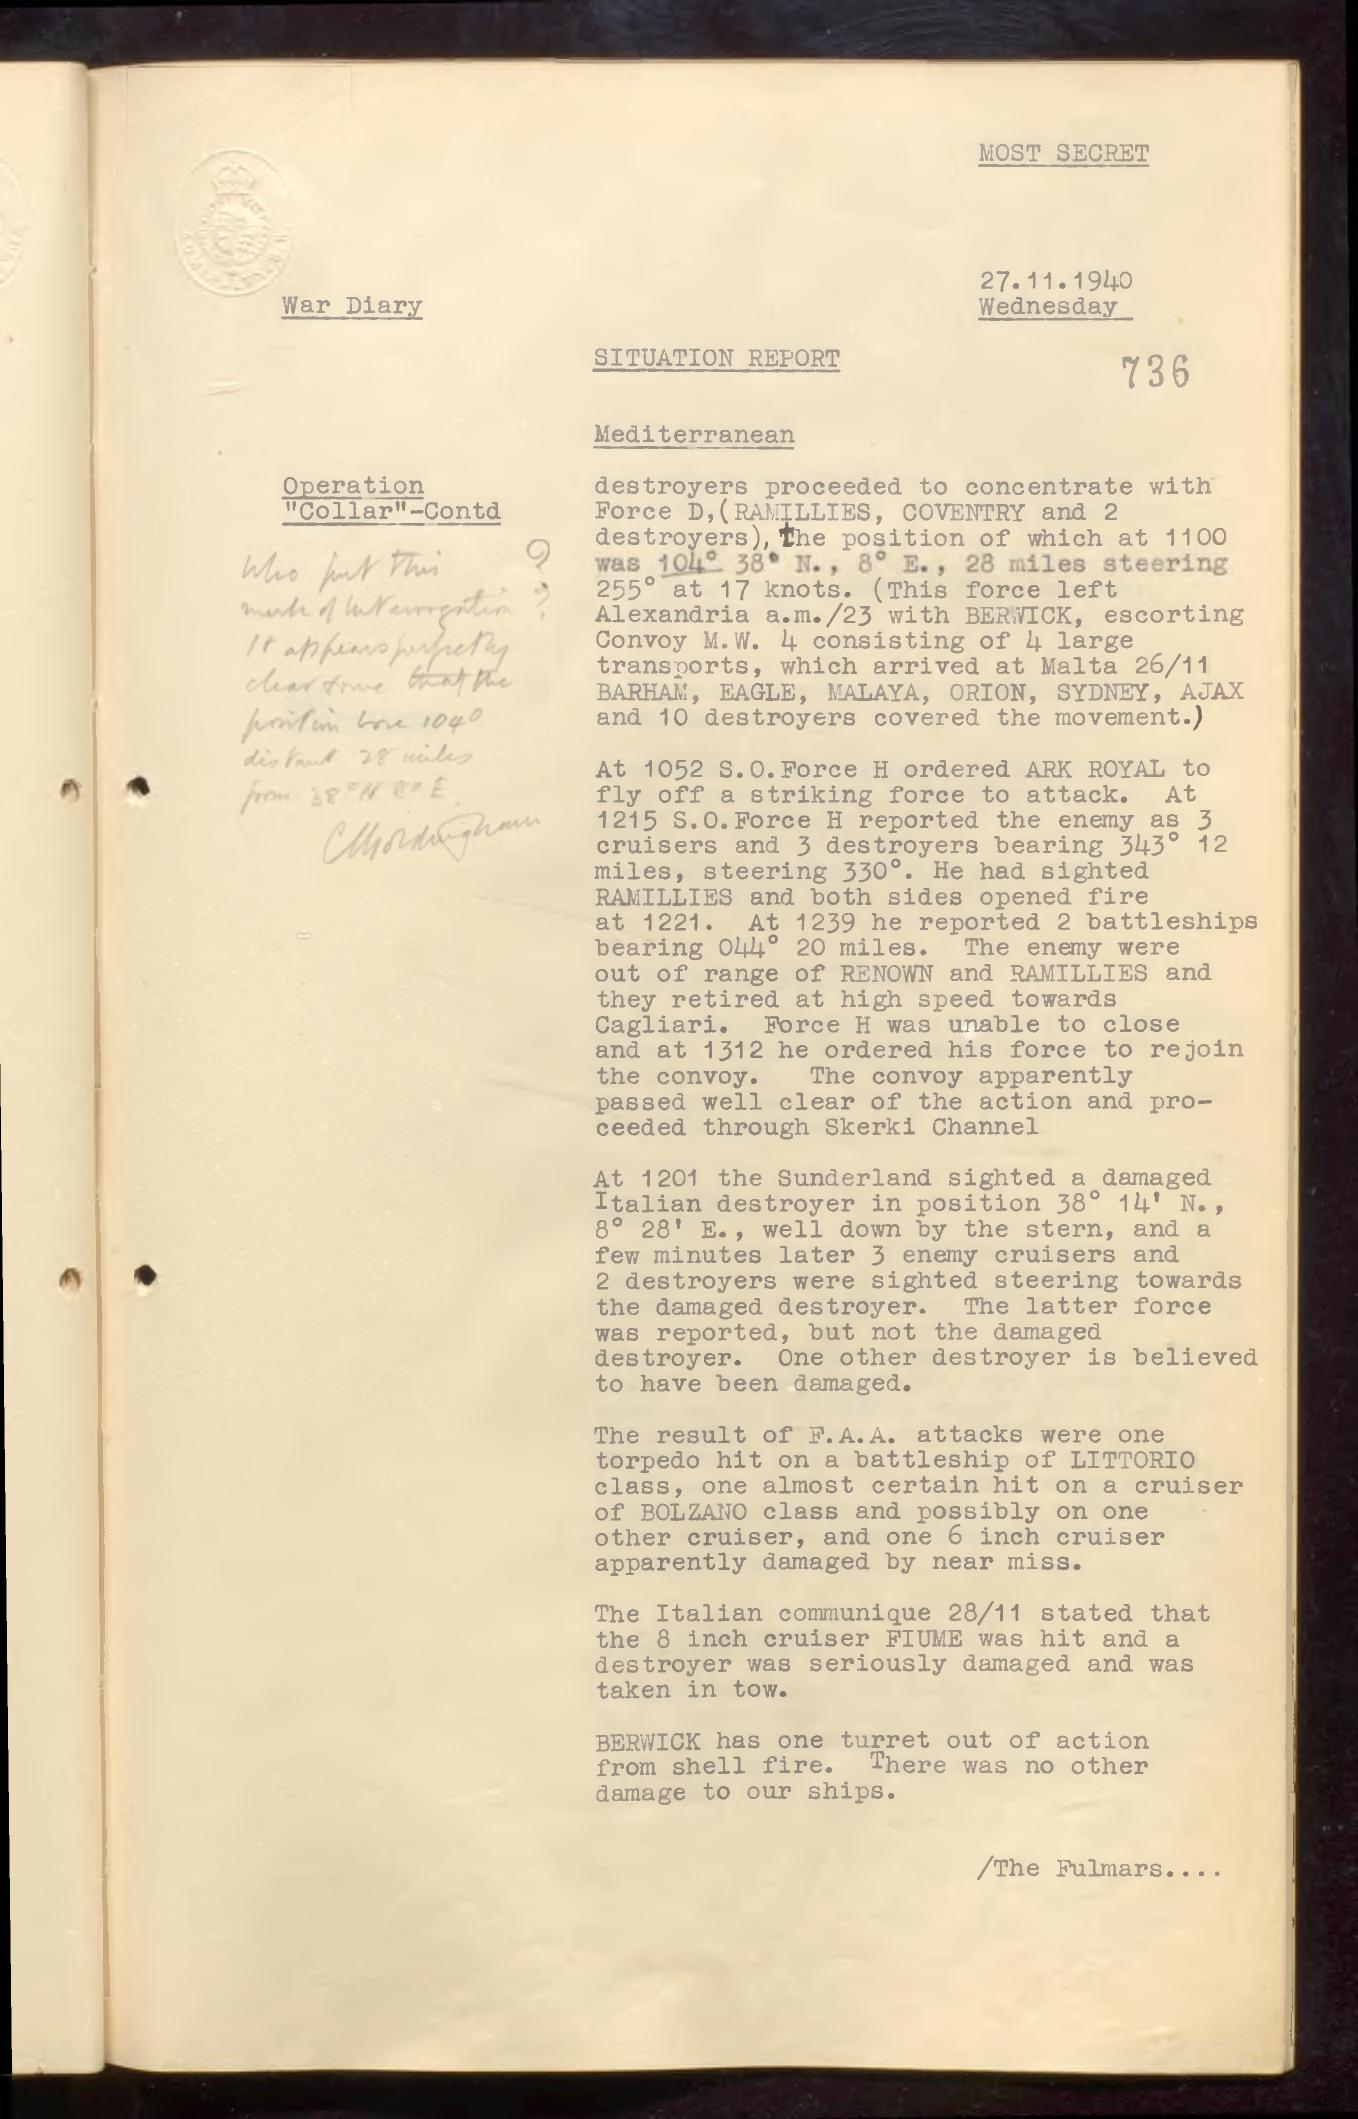 MOST SECRET
27.11.1940
War Diary
Wednesday
SITUATION REPORT
736
Mediterranean
Operation
"Collar"-Contd
destroyers proceeded to concentrate with
Force D,(RAMILLIES, COVENTRY and 2
destroyers), the position of which at 1100
was 104° 38° N., 8° E., 28 miles steering
255° at 17 knots. (This force left
Alexandria a.m./23 with BERWICK, escorting
Convoy M.W. 4 consisting of 4 large
transports, which arrived at Malta 26/11
BARHAM, EAGLE, MALAYA, ORION, SYDNEY, AJAX
and 10 destroyers covered the movement.)
?
Who put this
mark of interrogation ?
It appears perfectly
clear to me that the
position bore 104°
distant 28 miles
from 38°N 8°E.
At 1052 S.O.Force H ordered ARK ROYAL to
fly off a striking force to attack. At
1215 S.O.Force H reported the enemy as 3
cruisers and 3 destroyers bearing 343° 12
miles, steering 330°. He had sighted
RAMILLIES and both sides opened fire
at 1221. At 1239 he reported 2 battleships
bearing 044° 20 miles. The enemy were
out of range of RENOWN and RAMILLIES and
they retired at high speed towards
Cagliari. Force H was unable to close
and at 1312 he ordered his force to rejoin
the convoy. The convoy apparently
passed well clear of the action and pro-
ceeded through Skerki Channel
At 1201 the Sunderland sighted a damaged
Italian destroyer in position 38° 14' N.,
8° 28' E., well down by the stern, and a
few minutes later 3 enemy cruisers and
2 destroyers were sighted steering towards
the damaged destroyer. The latter force
was reported, but not the damaged
destroyer. One other destroyer is believed
to have been damaged.
The result of F.A.A. attacks were one
torpedo hit on a battleship of LITTORIO
class, one almost certain hit on a cruiser
of BOLZANO class and possibly on one
other cruiser, and one 6 inch cruiser
apparently damaged by near miss.
The Italian communique 28/11 stated that
the 8 inch cruiser FIUME was hit and a
destroyer was seriously damaged and was
taken in tow.
BERWICK has one turret out of action
from shell fire. There was no other
damage to our ships.
/The Fulmars....